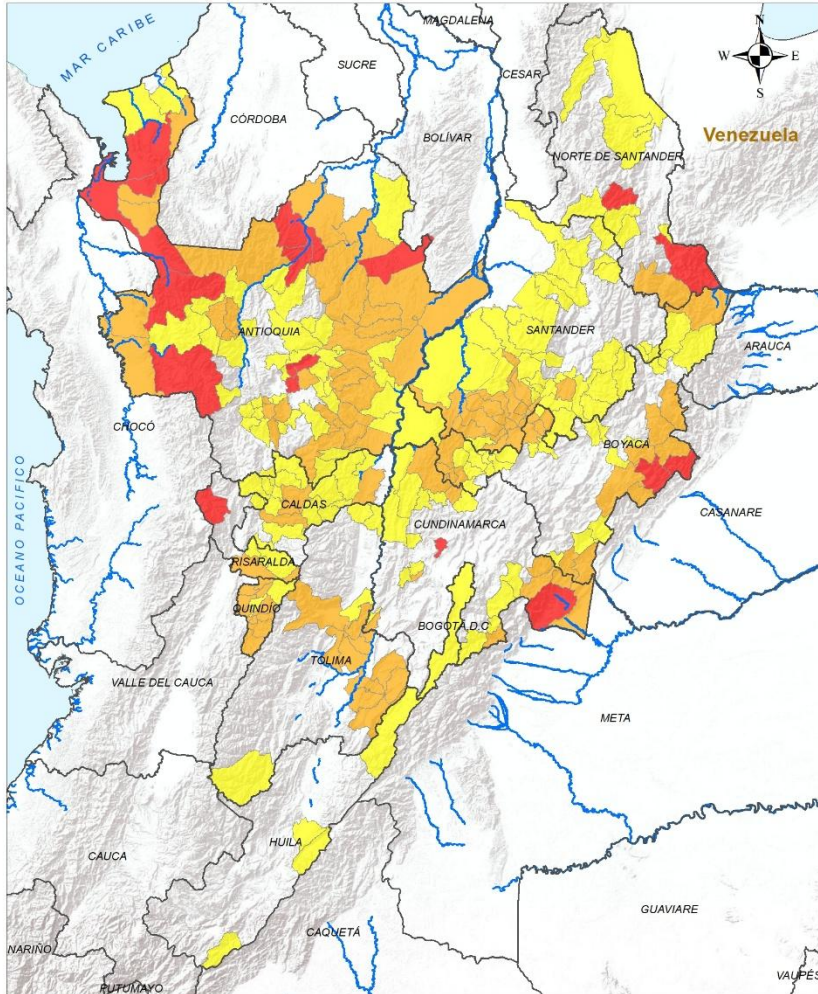 MAGDALENA
N
W E
S
MAR CARIBE
SUCRE
CESAR
CÓRDOBA
BOLÍVAR
Venezuela
NORTE DE SANTANDER
ANTIOQUIA
SANTANDER
ARAUCA
CHOCÓ
BOYACÁ
OCEANO PACIFICO
CALDAS
CUNDINAMARCA
CASANARE
RISARALDA
QUINDÍO
BOGOTÁ D.C
TOLIMA
VALLE DEL CAUCA
META
HUILA
CAUCA
GUAVIARE
CAQUETÁ
NARIÑO
VAUPÉS
PUTUMAYO